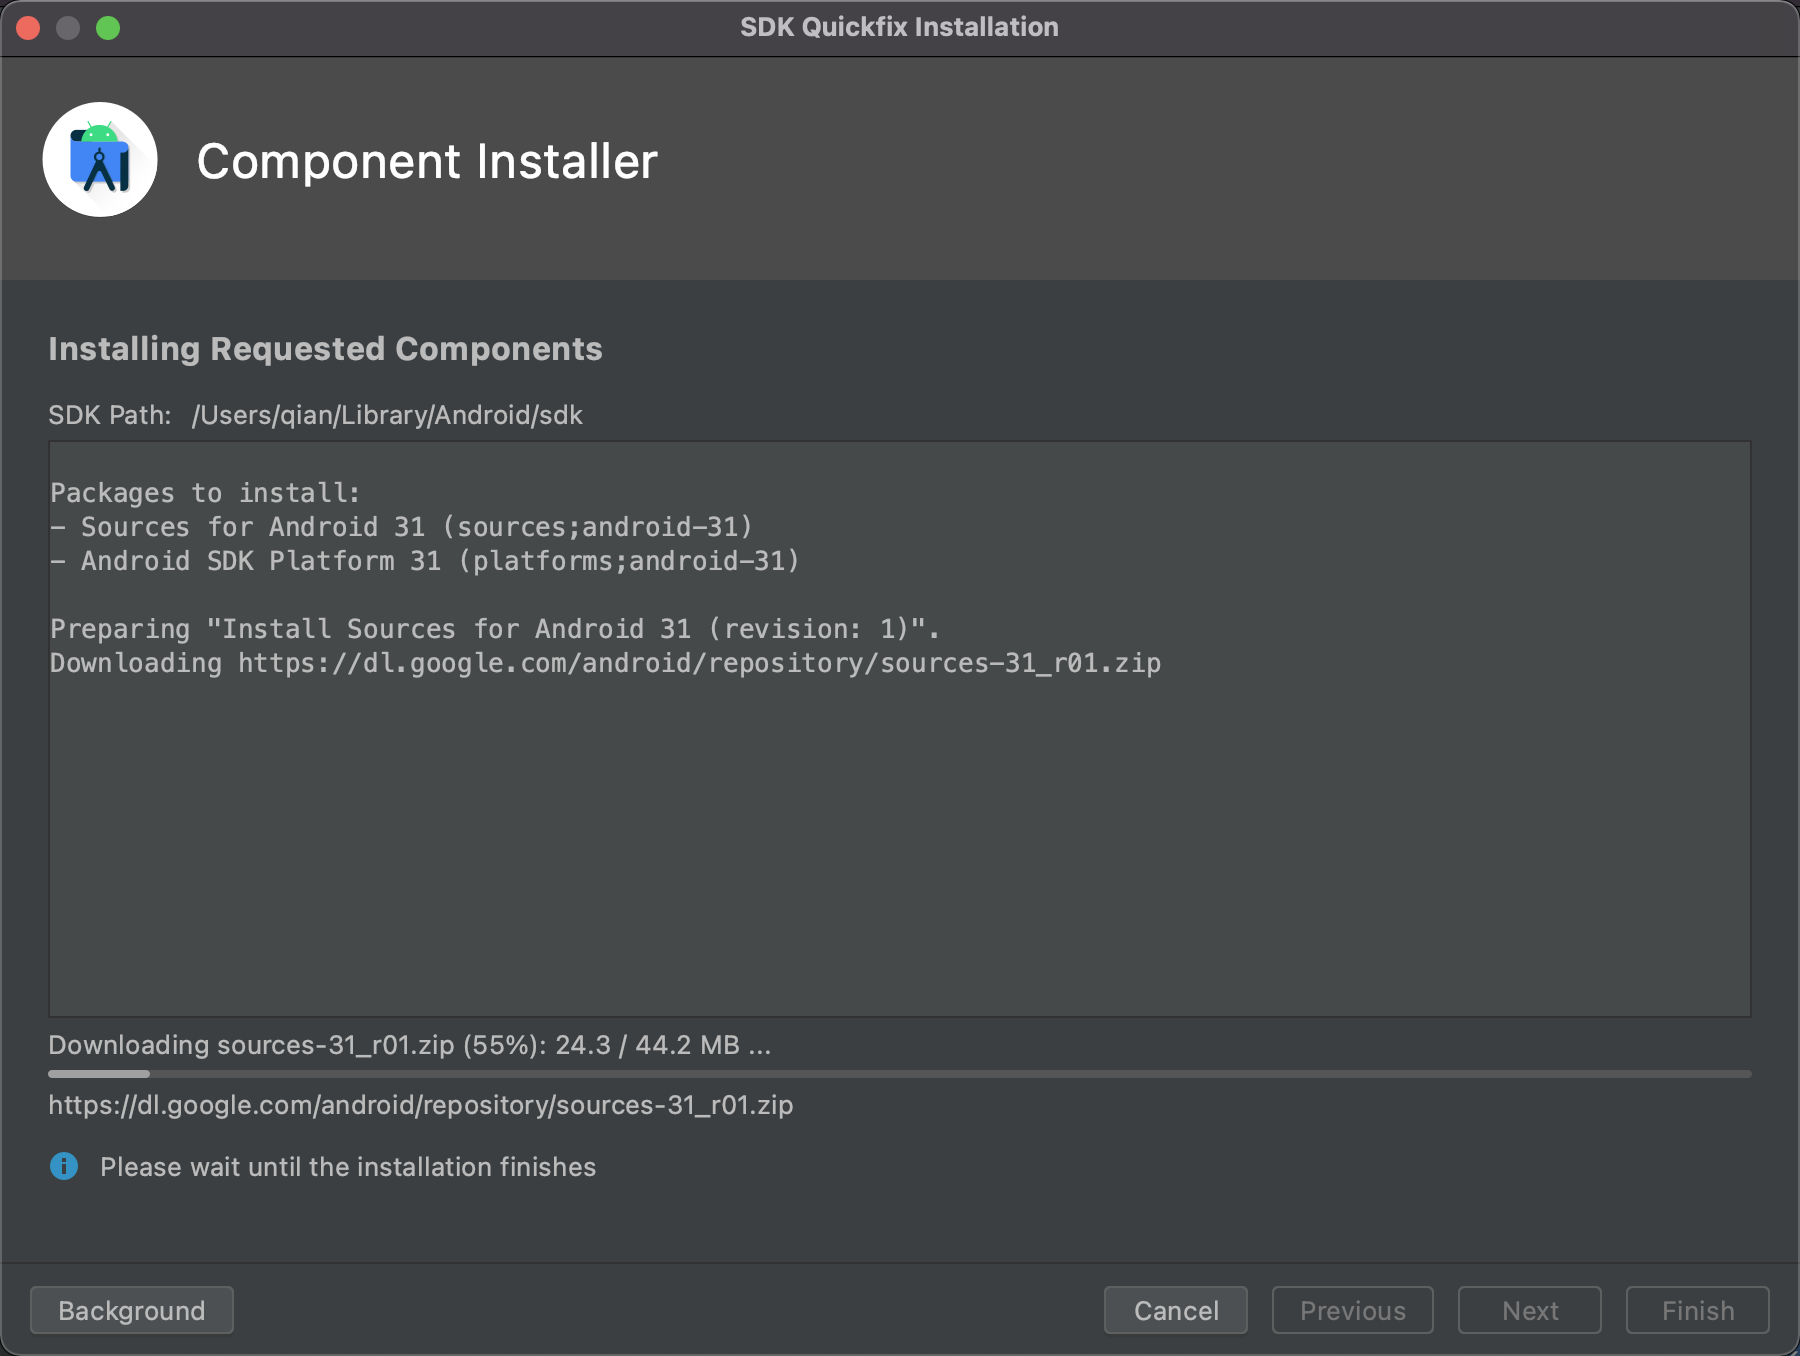 SDK Quickfix Installation
Component Installer
Installing Requested Components
SDK Path: /Users/qian/Library/Android/sdk
Packages to install:
- Sources for Android 31 (sources;android-31)
- Android SDK Platform 31 (platforms;android-31)
Preparing "Install Sources for Android 31 (revision: 1)".
Downloading https://dl.google.com/android/repository/sources-31_r01.zip
Downloading sources-31_r01.zip (55%): 24.3 / 44.2 MB ...
https://dl.google.com/android/repository/sources-31_r01.zip
Please wait until the installation finishes
Background Cancel Previous Next Finish